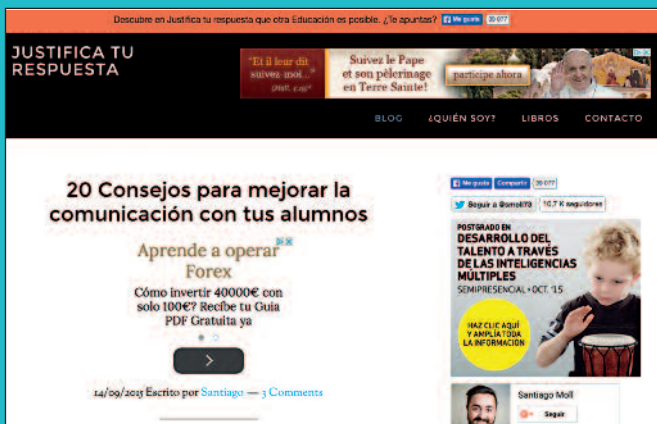 Descubre en Justifica tu respuesta que otra Educación es posible. ¿Te apuntas? Me gusta 39 077
JUSTIFICA TU
RESPUESTA
"Et il leur dit
suivez-moi..."
Suivez le Pape
et son pèlerinage
en Terre Sainte!
participe ahora
BLOG ¿QUIÉN SOY? LIBROS CONTACTO
20 Consejos para mejorar la
comunicación con tus alumnos
Aprende a operar
Forex
Cómo invertir 40000€ con
solo 100€? Recibe tu Guia
PDF Gratuita ya
14/09/2015 Escrito por Santiago — 3 Comments
Me gusta Compartir 39 077
Seguir a @smoll73 10,7 K seguidores
POSTGRADO EN
DESARROLLO DEL
TALENTO A TRAVÉS
DE LAS INTELIGENCIAS
MÚLTIPLES
SEMIPRESENCIAL • OCT. '15
HAZ CLIC AQUÍ
Y AMPLÍA TODA
LA INFORMACIÓN
Santiago Moll
Seguir